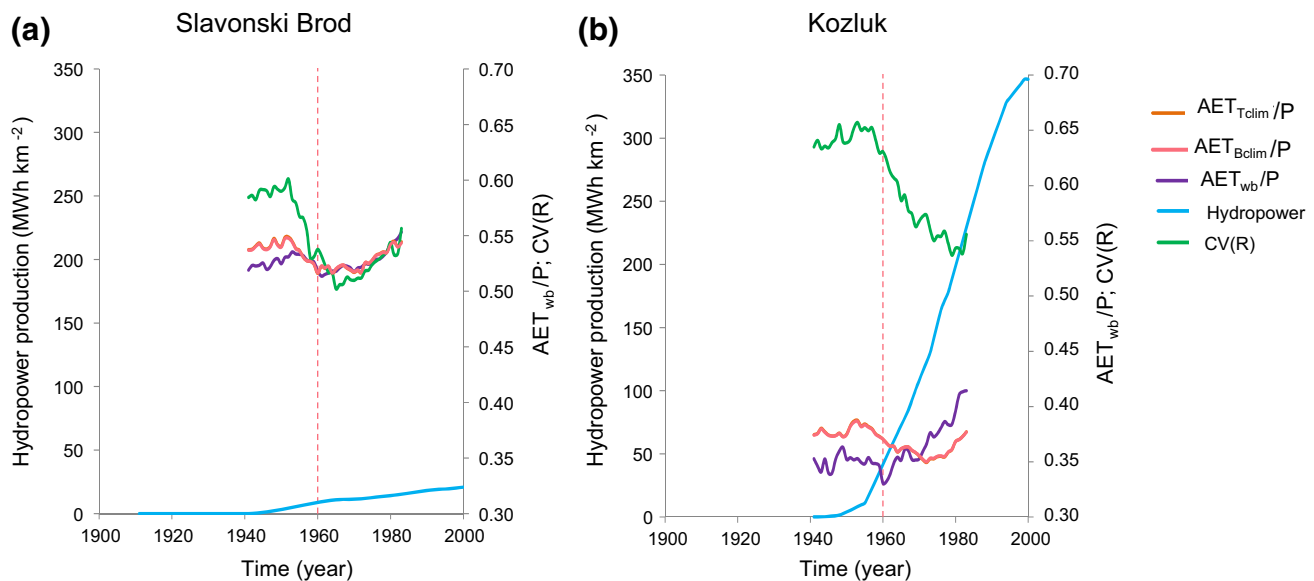 (a) Slavonski Brod
Hydropower production (MWh km⁻²)
350
300
250
200
150
100
50
0
0.70
0.65
0.60
0.55
0.50
0.45
0.40
0.35
0.30
AETwb/P; CV(R)
1900 1920 1940 1960 1980 2000
Time (year)
(b) Kozluk
Hydropower production (MWh km⁻²)
350
300
250
200
150
100
50
0
0.70
0.65
0.60
0.55
0.50
0.45
0.40
0.35
0.30
AETwb/P; CV(R)
1900 1920 1940 1960 1980 2000
Time (year)
AETTclim/P
AETBclim/P
AETwb/P
Hydropower
CV(R)